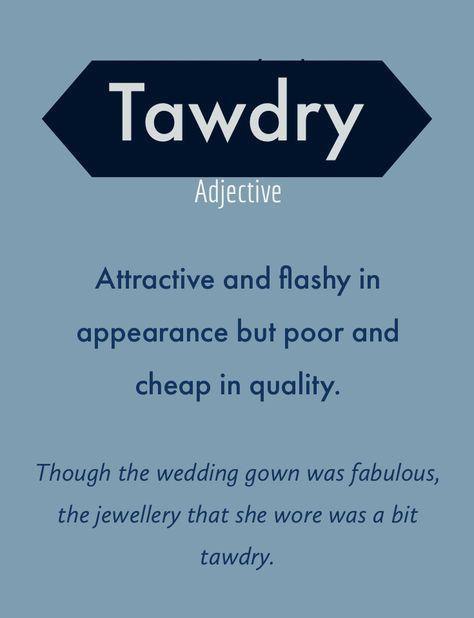 Tawdry
Adjective
Attractive and flashy in
appearance but poor and
cheap in quality.
Though the wedding gown was fabulous,
the jewellery that she wore was a bit
tawdry.